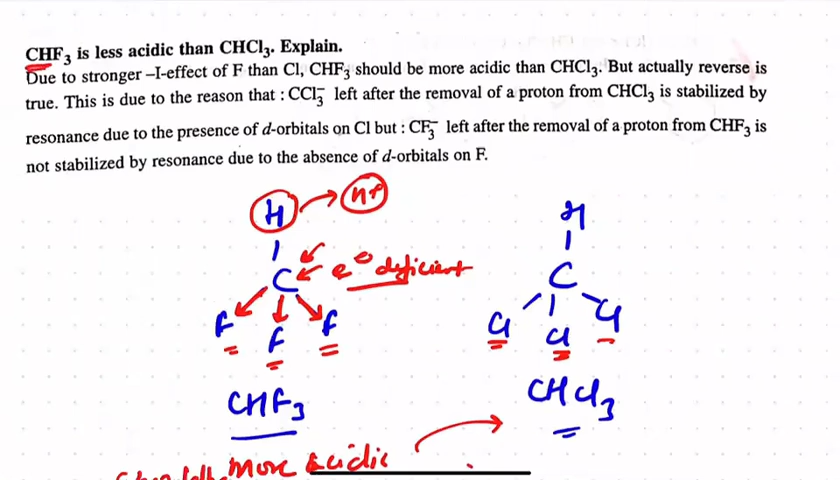 CHF₃ is less acidic than CHCl₃. Explain.
Due to stronger –I-effect of F than Cl, CHF₃ should be more acidic than CHCl₃. But actually reverse is
true. This is due to the reason that : CCl₃⁻ left after the removal of a proton from CHCl₃ is stabilized by
resonance due to the presence of d-orbitals on Cl but : CF₃⁻ left after the removal of a proton from CHF₃ is
not stabilized by resonance due to the absence of d-orbitals on F.
H H⁺
H
C e⊖ deficient
C
F F F
Cl Cl Cl
CHF₃
CHCl₃
more acidic